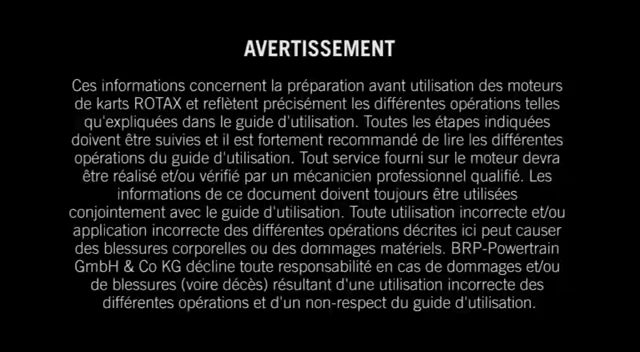 AVERTISSEMENT
Ces informations concernent la préparation avant utilisation des moteurs
de karts ROTAX et reflètent précisément les différentes opérations telles
qu'expliquées dans le guide d'utilisation. Toutes les étapes indiquées
doivent être suivies et il est fortement recommandé de lire les différentes
opérations du guide d'utilisation. Tout service fourni sur le moteur devra
être réalisé et/ou vérifié par un mécanicien professionnel qualifié. Les
informations de ce document doivent toujours être utilisées
conjointement avec le guide d'utilisation. Toute utilisation incorrecte et/ou
application incorrecte des différentes opérations décrites ici peut causer
des blessures corporelles ou des dommages matériels. BRP-Powertrain
GmbH & Co KG décline toute responsabilité en cas de dommages et/ou
de blessures (voire décès) résultant d'une utilisation incorrecte des
différentes opérations et d'un non-respect du guide d'utilisation.